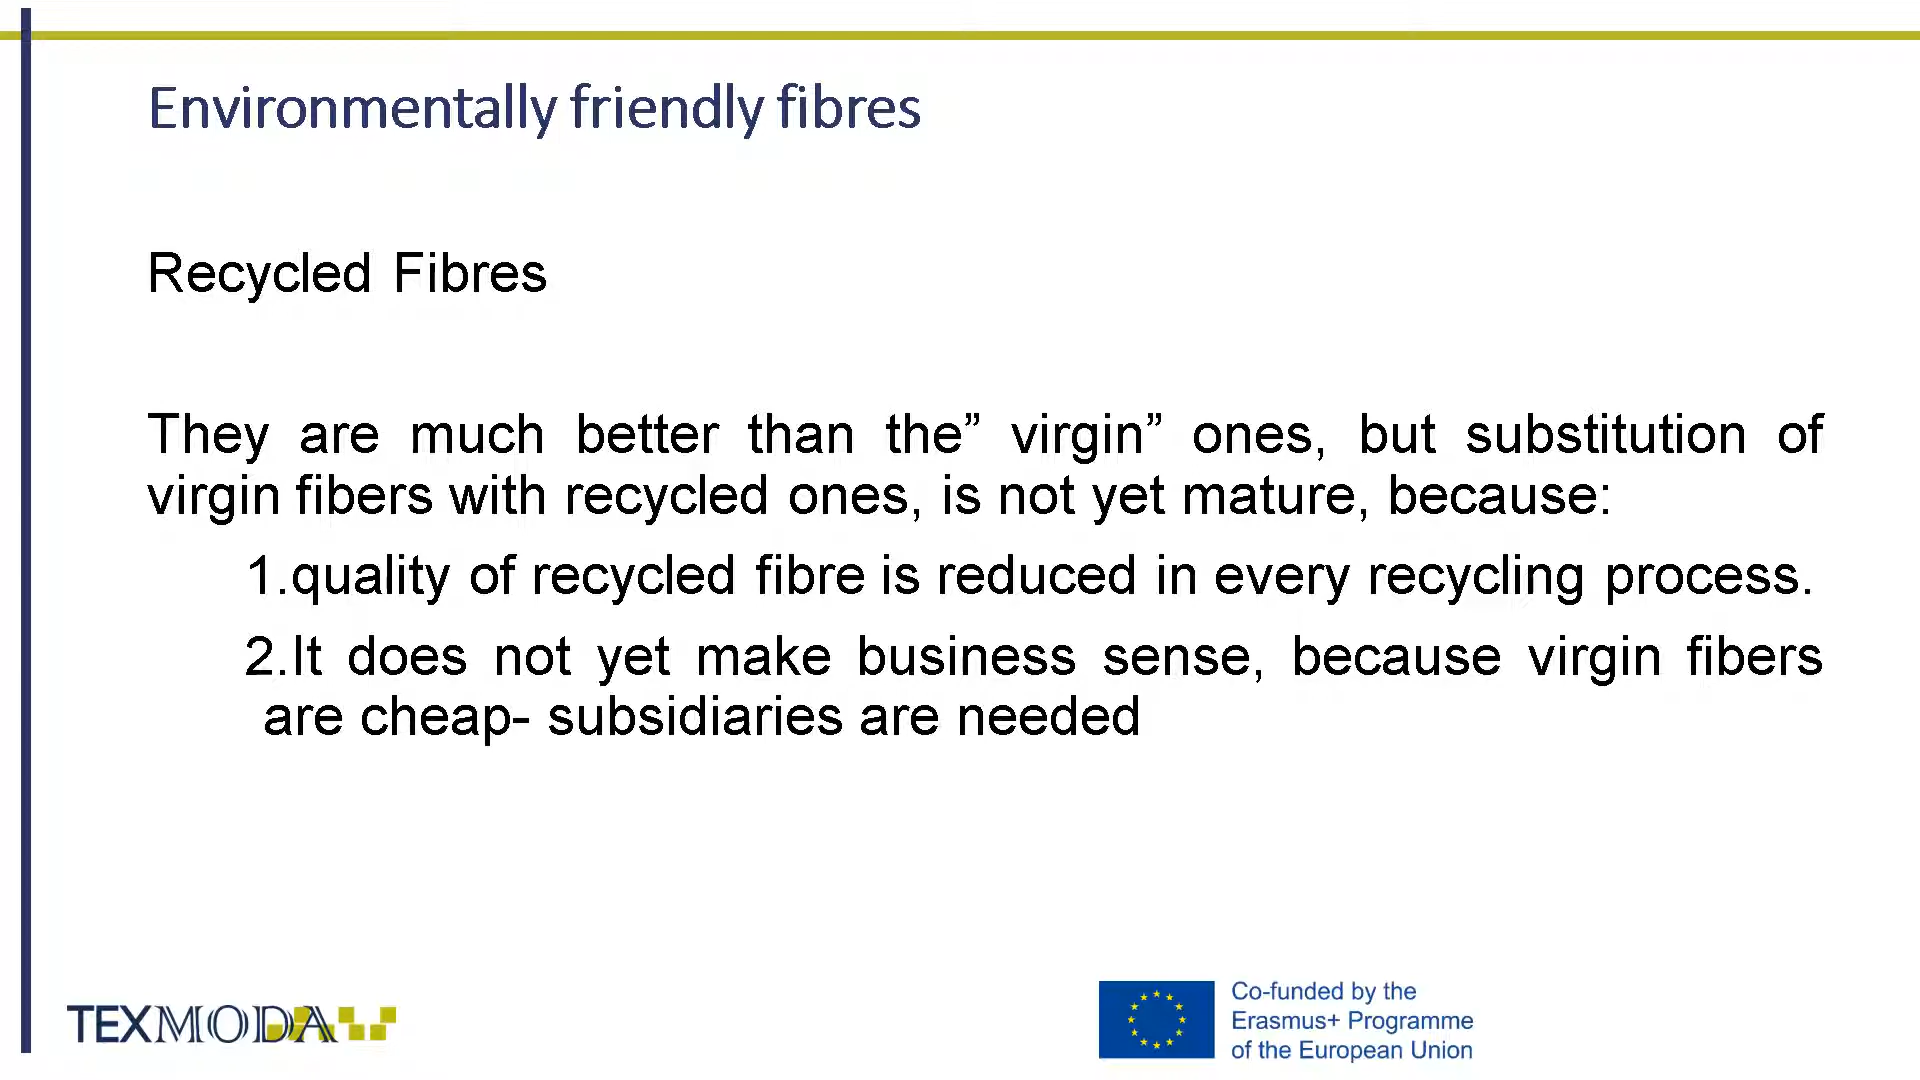 Environmentally friendly fibres
Recycled Fibres
They are much better than the” virgin” ones, but substitution of
virgin fibers with recycled ones, is not yet mature, because:
1.quality of recycled fibre is reduced in every recycling process.
2.It does not yet make business sense, because virgin fibers
are cheap- subsidiaries are needed
TEXMODA
Co-funded by the
Erasmus+ Programme
of the European Union